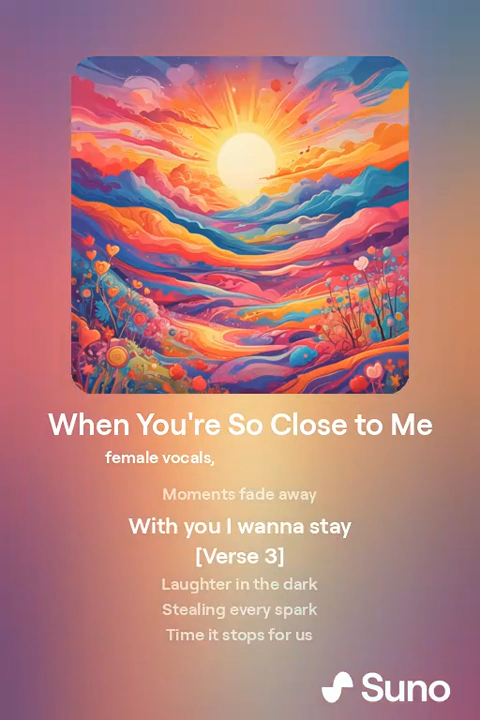 When You're So Close to Me
female vocals,
Moments fade away
With you I wanna stay
[Verse 3]
Laughter in the dark
Stealing every spark
Time it stops for us
Suno